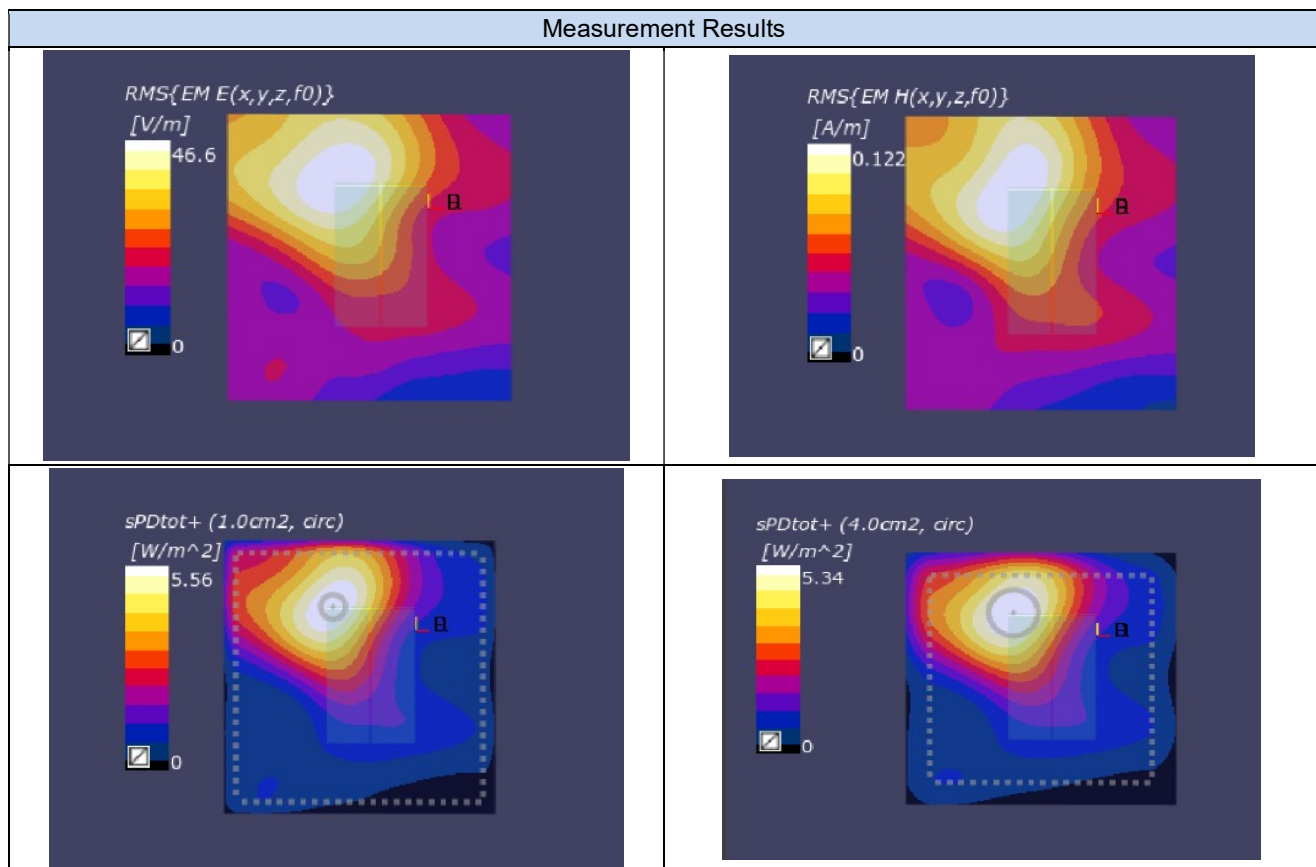 Measurement Results
RMS{EM E(x,y,z,f0)}
[V/m]
46.6
0
RMS{EM H(x,y,z,f0)}
[A/m]
0.122
0
sPDtot+ (1.0cm2, circ)
[W/m^2]
5.56
0
sPDtot+ (4.0cm2, circ)
[W/m^2]
5.34
0